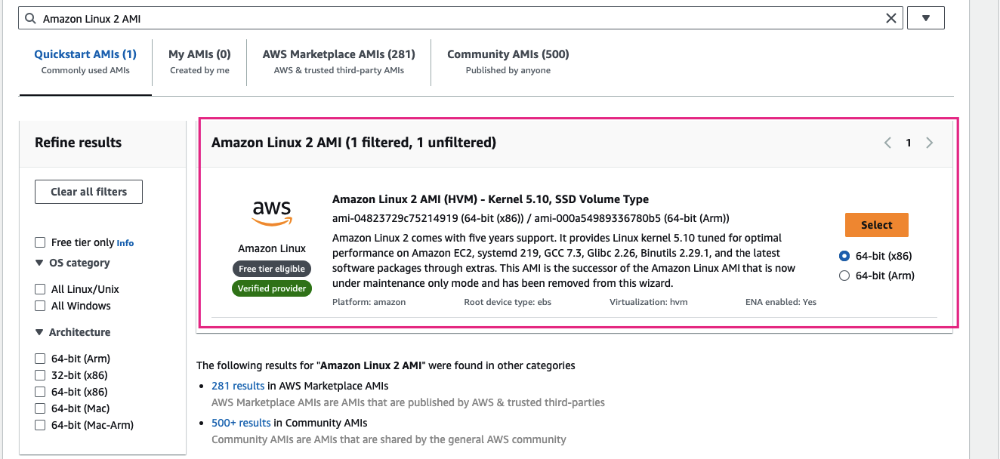 Amazon Linux 2 AMI
Quickstart AMIs (1)
Commonly used AMIs
My AMIs (0)
Created by me
AWS Marketplace AMIs (281)
AWS & trusted third-party AMIs
Community AMIs (500)
Published by anyone
Refine results
Clear all filters
Free tier only Info
OS category
All Linux/Unix
All Windows
Architecture
64-bit (Arm)
32-bit (x86)
64-bit (x86)
64-bit (Mac)
64-bit (Mac-Arm)
Amazon Linux 2 AMI (1 filtered, 1 unfiltered)
1
aws
Amazon Linux
Free tier eligible
Verified provider
Amazon Linux 2 AMI (HVM) - Kernel 5.10, SSD Volume Type
ami-04823729c75214919 (64-bit (x86)) / ami-000a54989336780b5 (64-bit (Arm))
Amazon Linux 2 comes with five years support. It provides Linux kernel 5.10 tuned for optimal
performance on Amazon EC2, systemd 219, GCC 7.3, Glibc 2.26, Binutils 2.29.1, and the latest
software packages through extras. This AMI is the successor of the Amazon Linux AMI that is now
under maintenance only mode and has been removed from this wizard.
Platform: amazon
Root device type: ebs
Virtualization: hvm
ENA enabled: Yes
Select
64-bit (x86)
64-bit (Arm)
The following results for "Amazon Linux 2 AMI" were found in other categories
281 results in AWS Marketplace AMIs
AWS Marketplace AMIs are AMIs that are published by AWS & trusted third-parties
500+ results in Community AMIs
Community AMIs are AMIs that are shared by the general AWS community